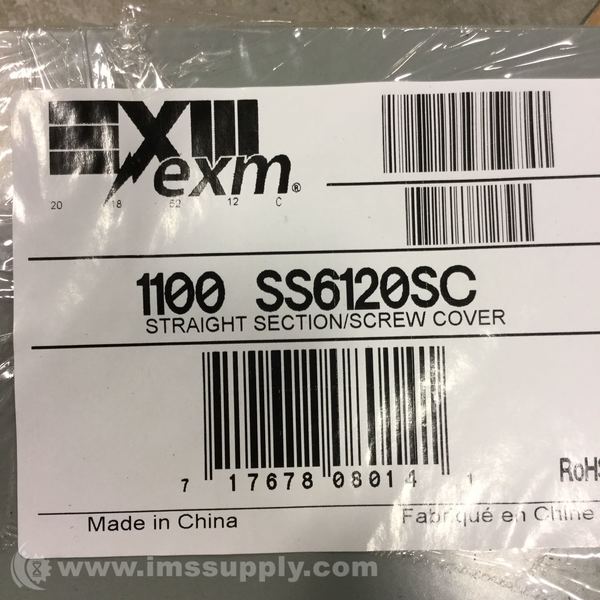 exm®
20 18 52 12 C
1100 SS6120SC
STRAIGHT SECTION/SCREW COVER
7 17678 08014 1
RoHS
Made in China
Fabriqué en Chine
www.imssupply.com